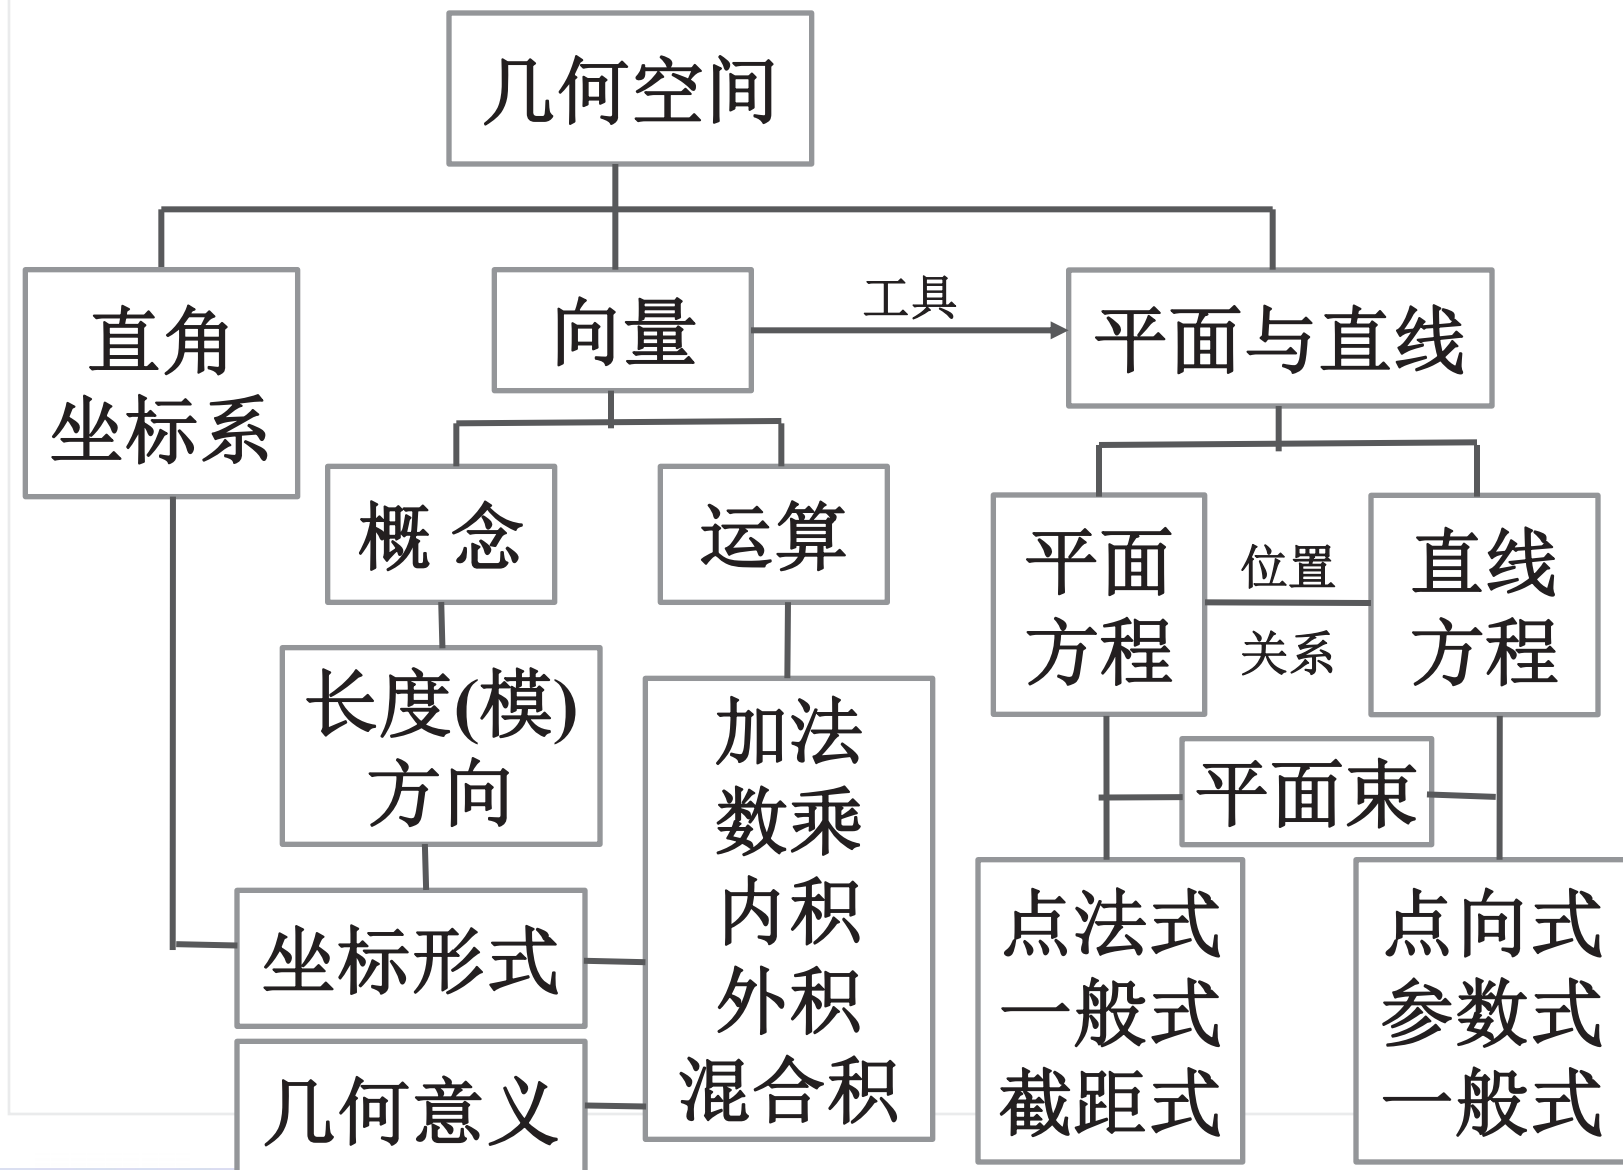 几何空间
直角
坐标系
向量
工具
平面与直线
概 念
运算
平面
方程
位置
关系
直线
方程
长度(模)
方向
加法
数乘
内积
外积
混合积
平面束
坐标形式
几何意义
点法式
一般式
截距式
点向式
参数式
一般式